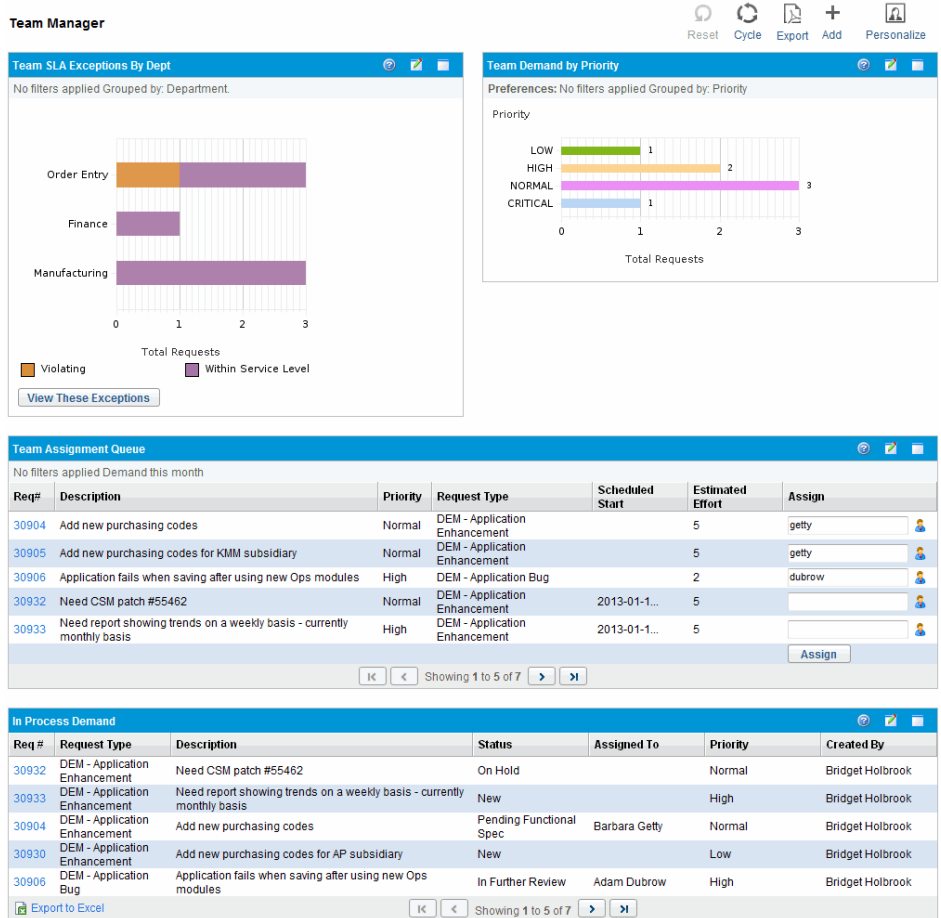 Team Manager
Reset Cycle Export Add Personalize
Team SLA Exceptions By Dept
No filters applied Grouped by: Department.
Order Entry
Finance
Manufacturing
0 1 2 3
Total Requests
Violating Within Service Level
View These Exceptions
Team Demand by Priority
Preferences: No filters applied Grouped by: Priority
Priority
LOW 1
HIGH 2
NORMAL 3
CRITICAL 1
0 1 2 3
Total Requests
Team Assignment Queue
No filters applied Demand this month
Req# Description Priority Request Type Scheduled Start Estimated Effort Assign
30904 Add new purchasing codes Normal DEM - Application Enhancement 5 getty
30905 Add new purchasing codes for KMM subsidiary Normal DEM - Application Enhancement 5 getty
30906 Application fails when saving after using new Ops modules High DEM - Application Bug 2 dubrow
30932 Need CSM patch #55462 Normal DEM - Application Enhancement 2013-01-1... 5
30933 Need report showing trends on a weekly basis - currently monthly basis High DEM - Application Enhancement 2013-01-1... 5
Assign
Showing 1 to 5 of 7
In Process Demand
Req # Request Type Description Status Assigned To Priority Created By
30932 DEM - Application Enhancement Need CSM patch #55462 On Hold Normal Bridget Holbrook
30933 DEM - Application Enhancement Need report showing trends on a weekly basis - currently monthly basis New High Bridget Holbrook
30904 DEM - Application Enhancement Add new purchasing codes Pending Functional Spec Barbara Getty Normal Bridget Holbrook
30930 DEM - Application Enhancement Add new purchasing codes for AP subsidiary New Low Bridget Holbrook
30906 DEM - Application Bug Application fails when saving after using new Ops modules In Further Review Adam Dubrow High Bridget Holbrook
Export to Excel
Showing 1 to 5 of 7